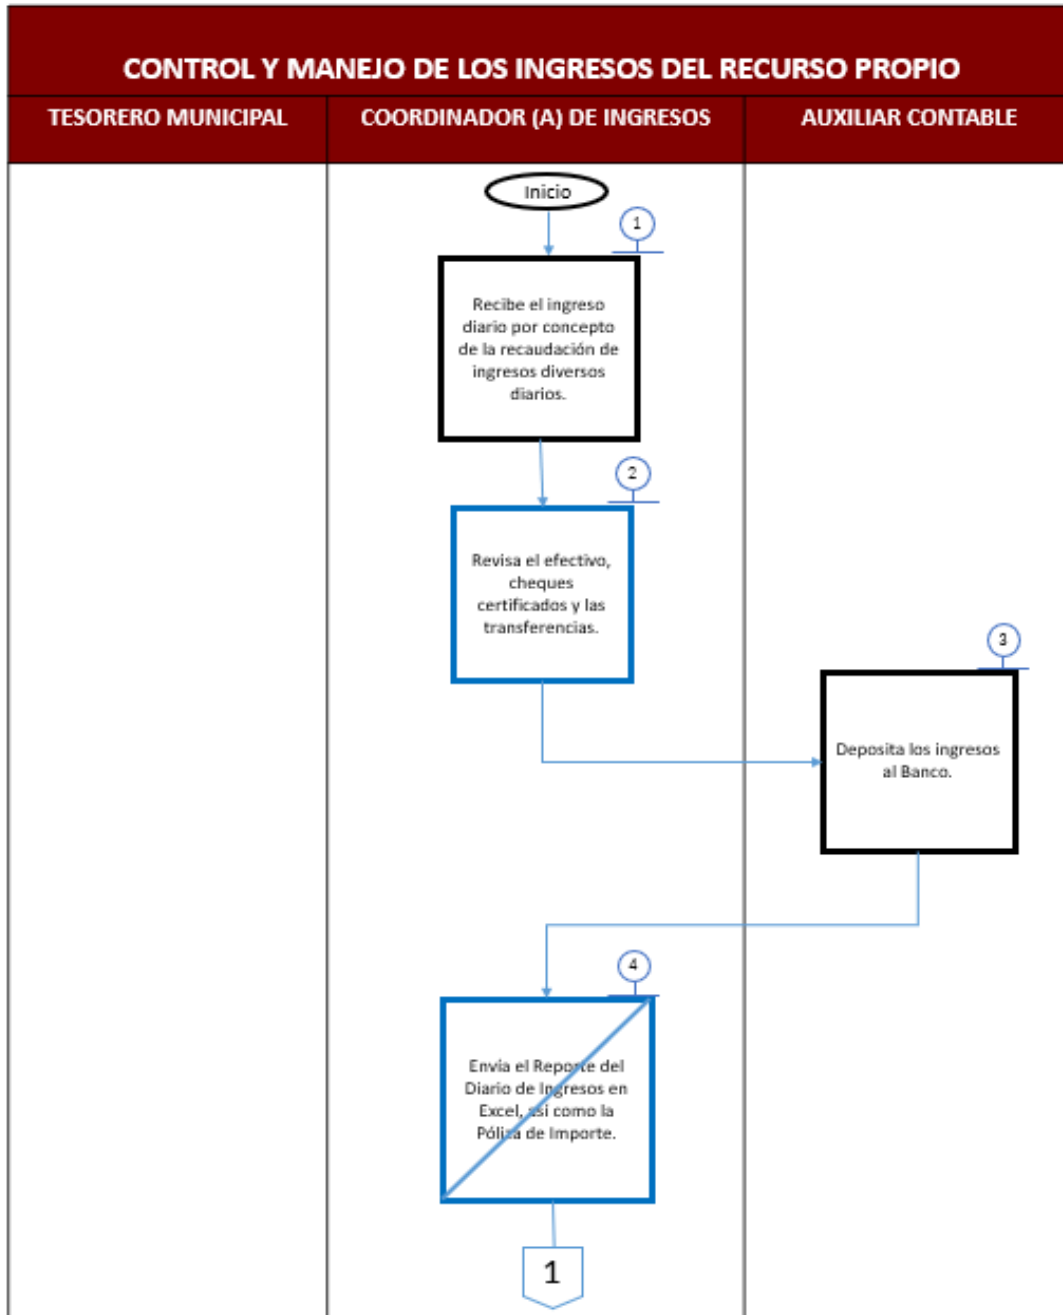 CONTROL Y MANEJO DE LOS INGRESOS DEL RECURSO PROPIO
TESORERO MUNICIPAL
COORDINADOR (A) DE INGRESOS
AUXILIAR CONTABLE
Inicio
1
Recibe el ingreso
diario por concepto
de la recaudación de
ingresos diversos
diarios.
2
Revisa el efectivo,
cheques
certificados y las
transferencias.
3
Deposita los ingresos
al Banco.
4
Envía el Reporte del
Diario de Ingresos en
Excel, así como la
Póliza de Importe.
1